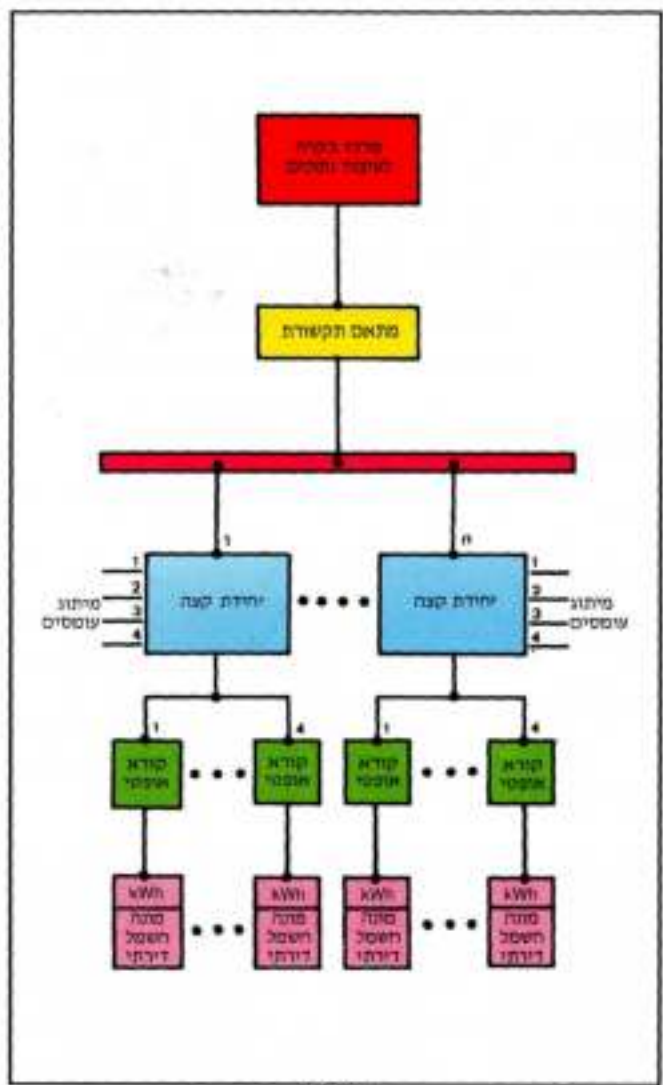 מרכז בקרה
מתאם תקשורת
1
n
1
2
3
4
מיתוג
עומסים
יחידת קצה
יחידת קצה
1
2
3
4
מיתוג
עומסים
1
4
1
4
קורא
אופטי
קורא
אופטי
קורא
אופטי
קורא
אופטי
kWh
מונה
חשמל
דירתי
kWh
מונה
חשמל
דירתי
kWh
מונה
חשמל
דירתי
kWh
מונה
חשמל
דירתי